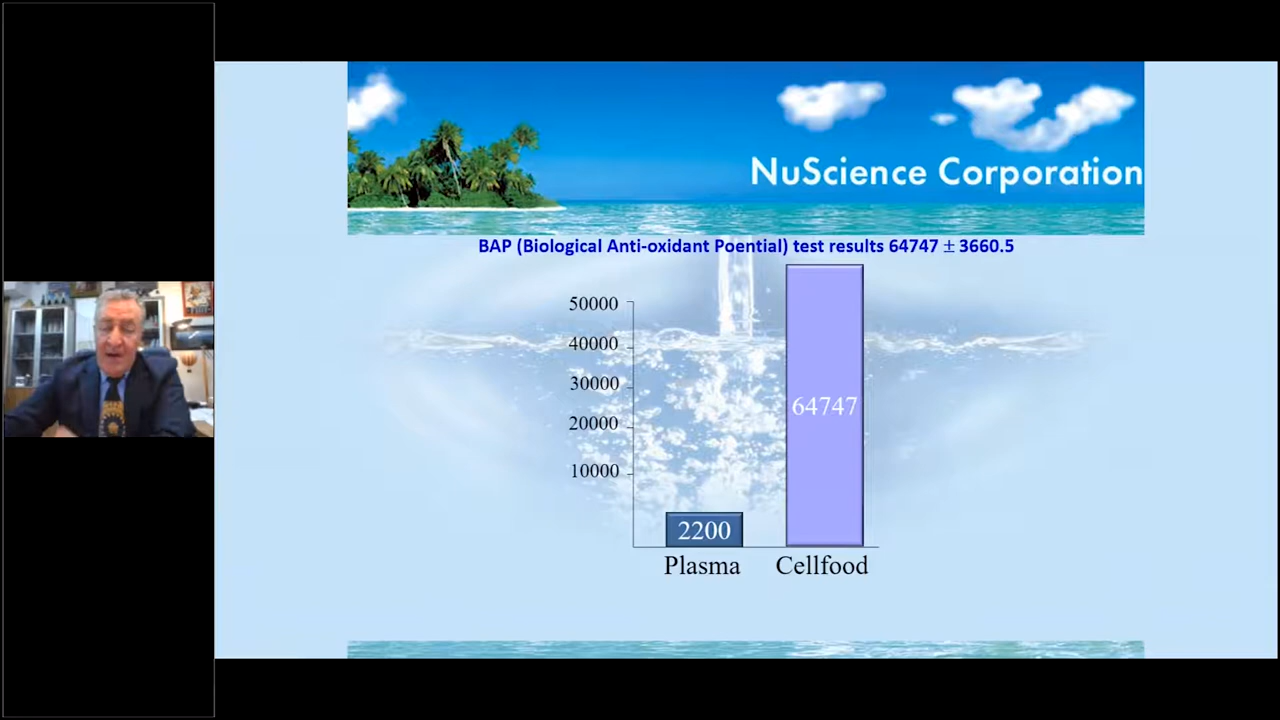 NuScience Corporation
BAP (Biological Anti-oxidant Poential) test results 64747 ± 3660.5
50000
40000
30000
20000
10000
64747
2200
Plasma
Cellfood